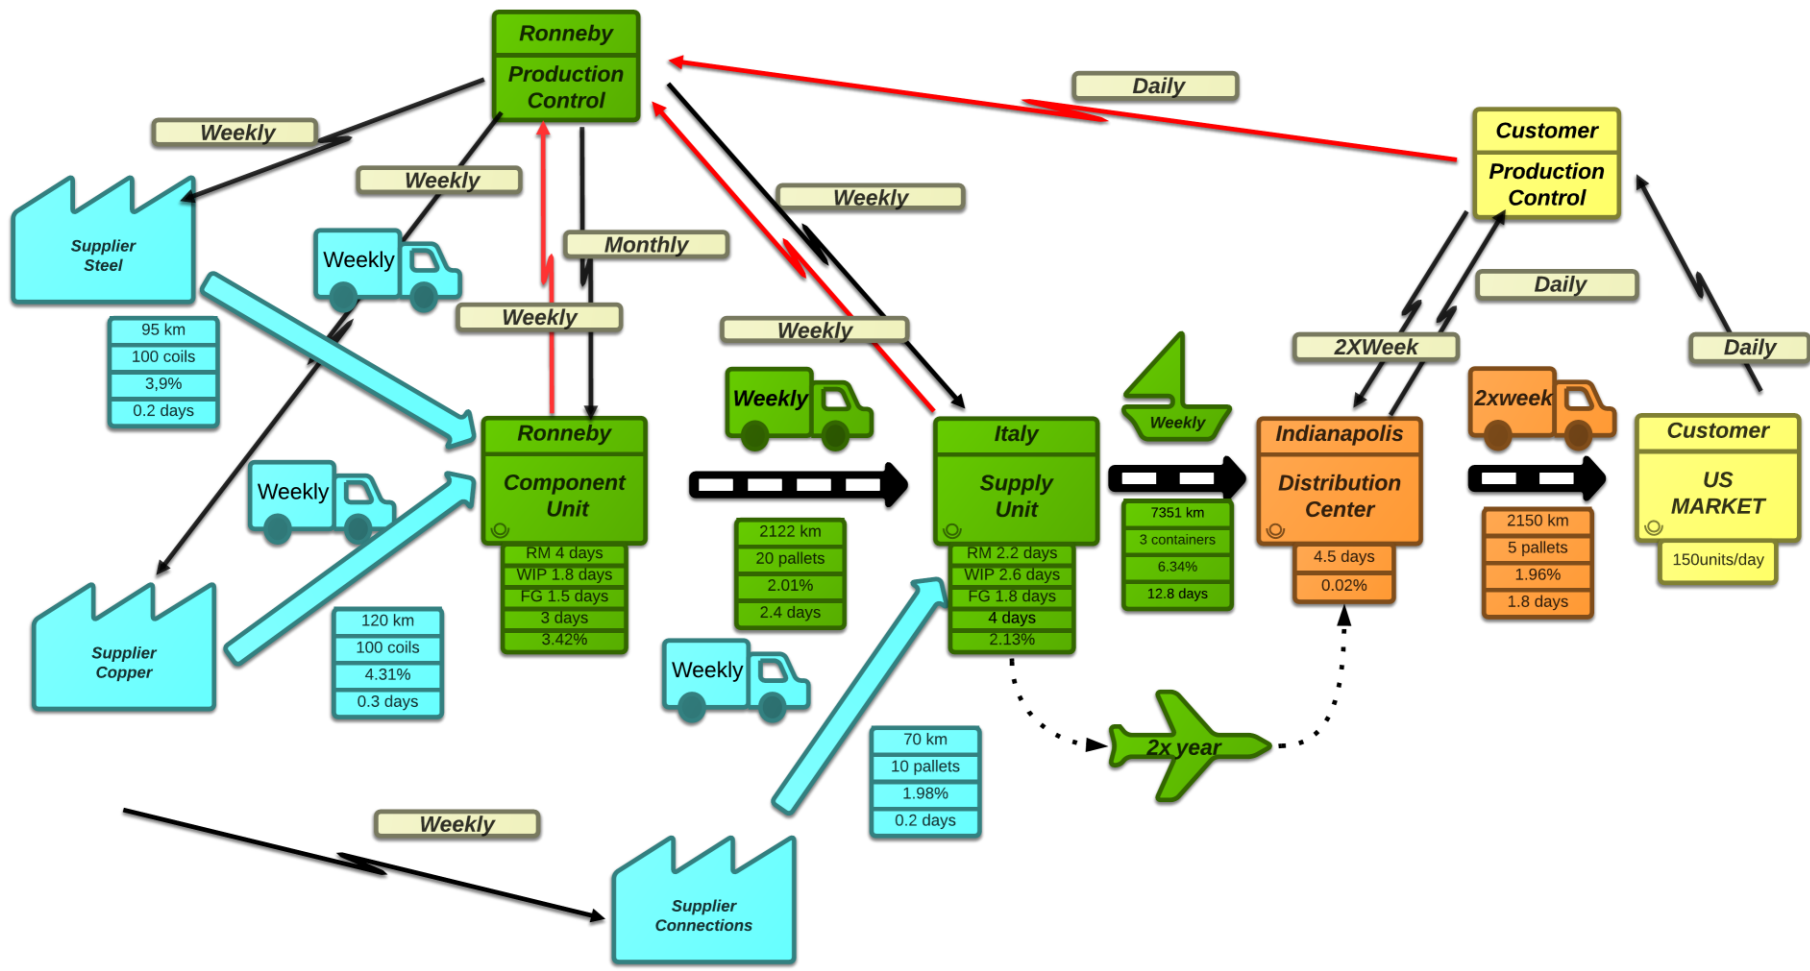 Ronneby
Production
Control
Daily
Weekly
Weekly
Weekly
Monthly
Weekly
Weekly
Customer
Production
Control
Daily
2XWeek
Daily
Supplier
Steel
Weekly
95 km
100 coils
3,9%
0.2 days
Weekly
Weekly
Weekly
2xweek
Ronneby
Component
Unit
RM 4 days
WIP 1.8 days
FG 1.5 days
3 days
3.42%
2122 km
20 pallets
2.01%
2.4 days
Italy
Supply
Unit
RM 2.2 days
WIP 2.6 days
FG 1.8 days
4 days
2.13%
7351 km
3 containers
6.34%
12.8 days
Indianapolis
Distribution
Center
4.5 days
0.02%
2150 km
5 pallets
1.96%
1.8 days
Customer
US
MARKET
150units/day
Supplier
Copper
120 km
100 coils
4.31%
0.3 days
Weekly
70 km
10 pallets
1.98%
0.2 days
2x year
Weekly
Supplier
Connections